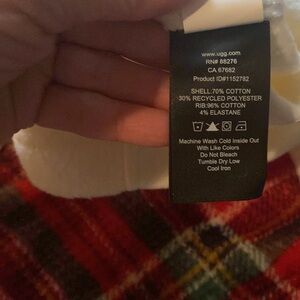 www.ugg.com
RN# 88276
CA 67682
Product ID#1152782
SHELL:70% COTTON
30% RECYCLED POLYESTER
RIB:96% COTTON
4% ELASTANE
Machine Wash Cold Inside Out
With Like Colors
Do Not Bleach
Tumble Dry Low
Cool Iron